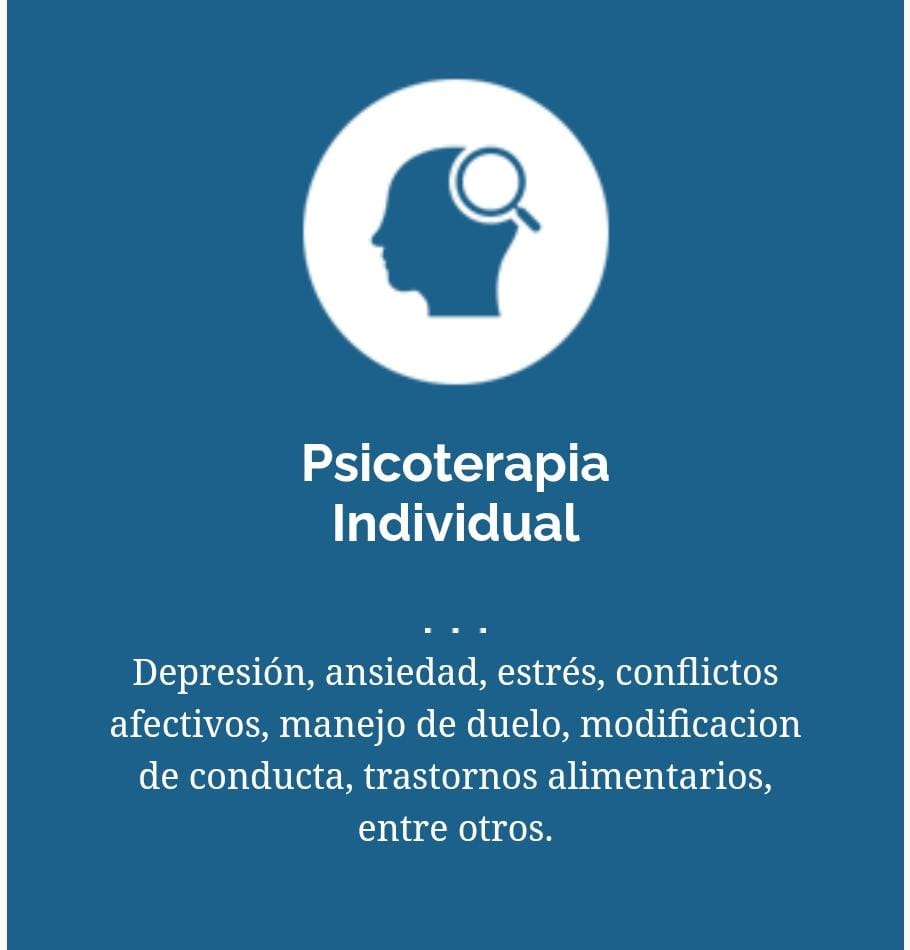 Psicoterapia
Individual
. . .
Depresión, ansiedad, estrés, conflictos
afectivos, manejo de duelo, modificacion
de conducta, trastornos alimentarios,
entre otros.